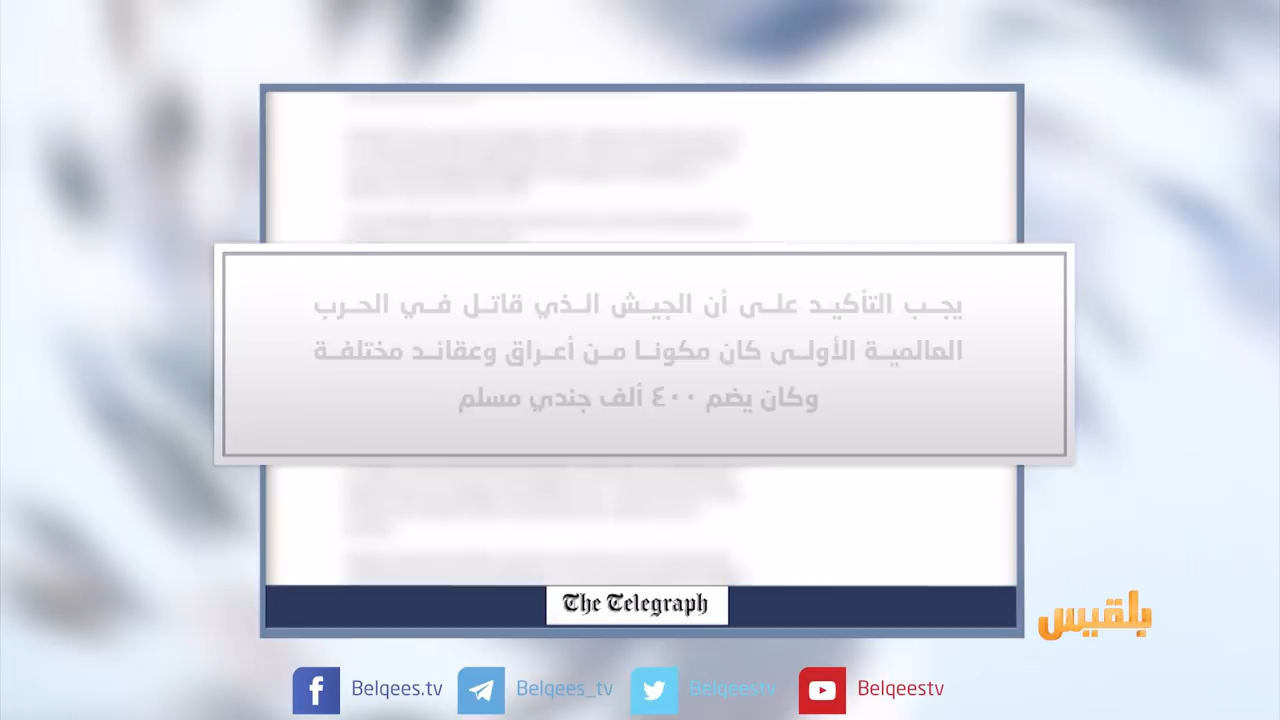 يجب التأكيد على أن الجيش الذي قاتل في الحرب
العالمية الأولى كان مكونا من أعراق وعقائد مختلفة
وكان يضم ٤٠٠ ألف جندي مسلم
The Telegraph
بلقيس
Belqees.tv
Belqees_tv
Belqeestv
Belqeestv